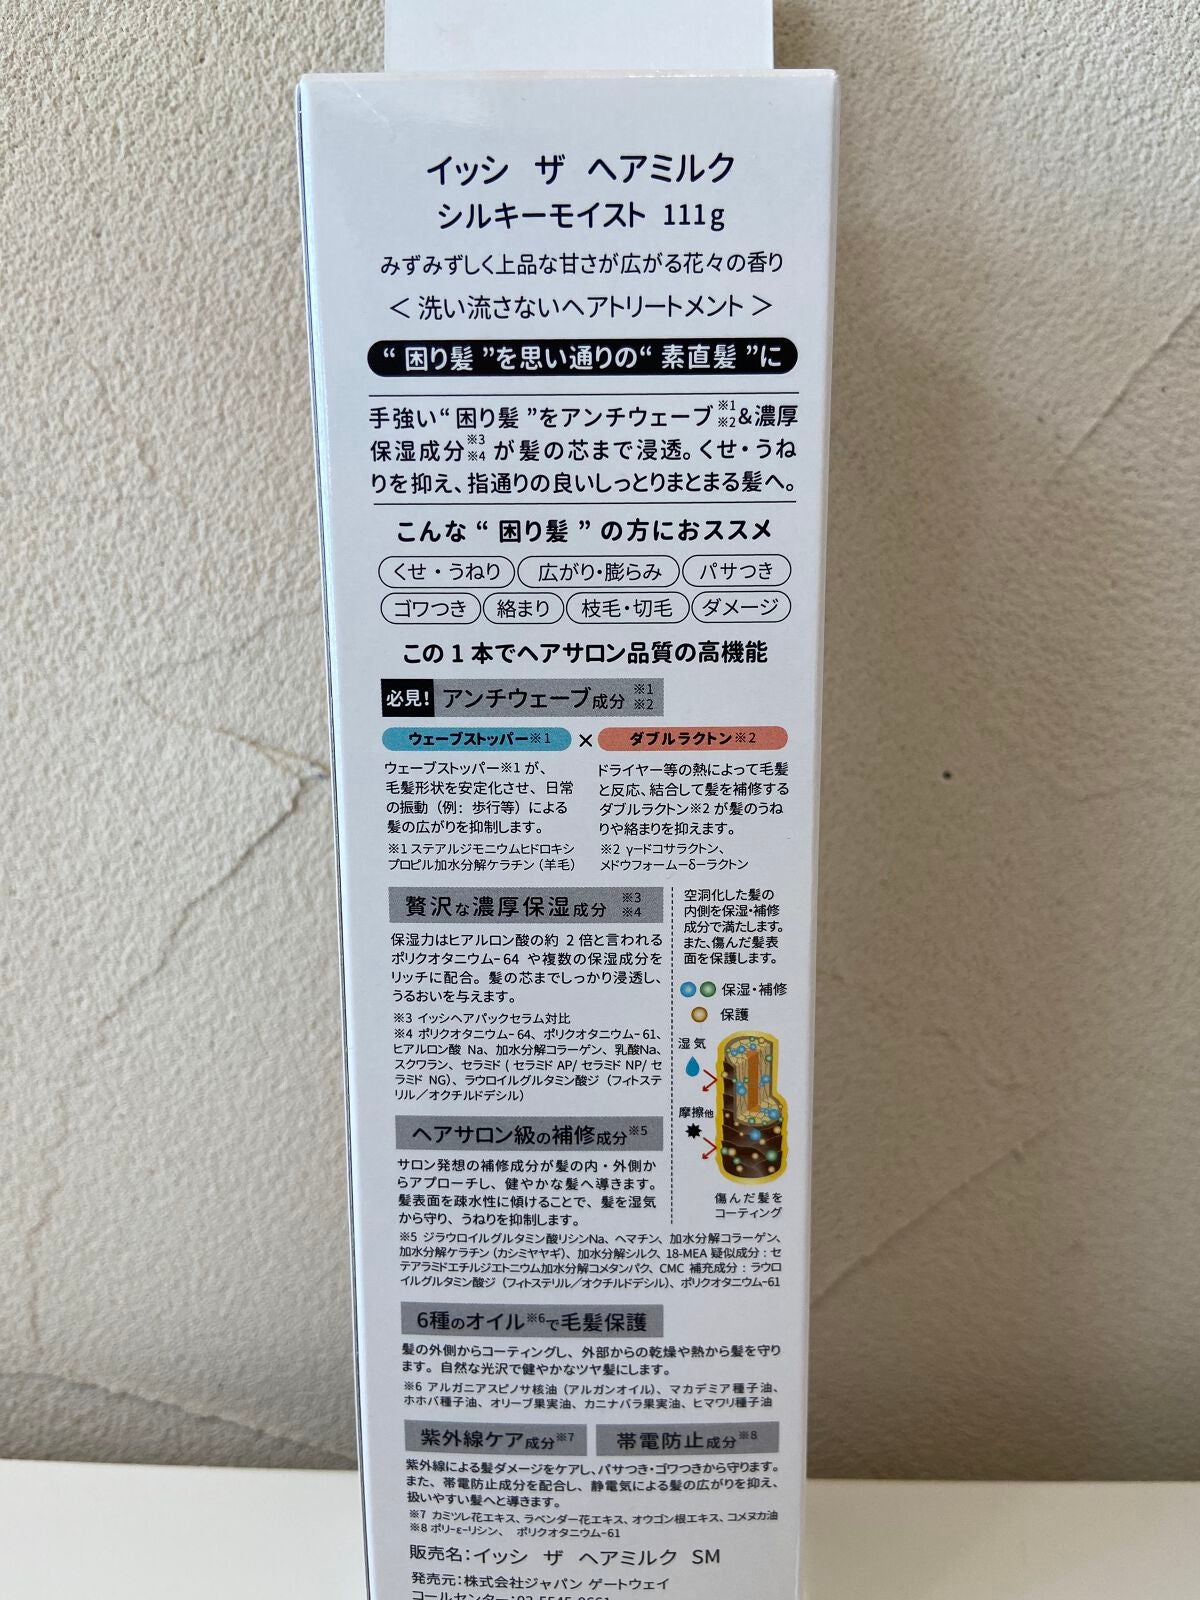 イッシ ザ ヘアミルク
シルキーモイスト 111g
みずみずしく上品な甘さが広がる花々の香り
＜洗い流さないヘアトリートメント＞
“困り髪”を思い通りの“素直髪”に
手強い“困り髪”をアンチウェーブ※1※2&濃厚
保湿成分※3※4が髪の芯まで浸透。くせ・うね
りを抑え、指通りの良いしっとりまとまる髪へ。
こんな“困り髪”の方におススメ
くせ・うねり 広がり・膨らみ パサつき
ゴワつき 絡まり 枝毛・切毛 ダメージ
この1本でヘアサロン品質の高機能
必見! アンチウェーブ成分※1※2
ウェーブストッパー※1 × ダブルラクトン※2
ウェーブストッパー※1が、
毛髪形状を安定化させ、日常
の振動（例：歩行等）による
髪の広がりを抑制します。
※1ステアルジモニウムヒドロキシ
プロピル加水分解ケラチン（羊毛）
ドライヤー等の熱によって毛髪
と反応、結合して髪を補修する
ダブルラクトン※2が髪のうね
りや絡まりを抑えます。
※2 γードコサラクトン、
メドウフォームーδーラクトン
贅沢な濃厚保湿成分※3※4
保湿力はヒアルロン酸の約2倍と言われる
ポリクオタニウム-64や複数の保湿成分を
リッチに配合。髪の芯までしっかり浸透し、
うるおいを与えます。
※3 イッシヘアパックセラム対比
※4 ポリクオタニウム-64、ポリクオタニウム-61、
ヒアルロン酸 Na、加水分解コラーゲン、乳酸Na、
スクワラン、セラミド（セラミド AP/セラミド NP/セ
ラミド NG）、ラウロイルグルタミン酸ジ（フィトステ
リル／オクチルドデシル）
空洞化した髪の
内側を保湿・補修
成分で満たします。
また、傷んだ髪表
面を保護します。
保湿・補修
保護
湿気
摩擦他
傷んだ髪を
コーティング
ヘアサロン級の補修成分※5
サロン発想の補修成分が髪の内・外側か
らアプローチし、健やかな髪へ導きます。
髪表面を疎水性に傾けることで、髪を湿気
から守り、うねりを抑制します。
※5 ジラウロイルグルタミン酸リシンNa、ヘマチン、加水分解コラーゲン、
加水分解ケラチン（カシミヤヤギ）、加水分解シルク、18-MEA 疑似成分：セ
テアラミドエチルジエトニウム加水分解コメタンパク、CMC 補充成分：ラウロ
イルグルタミン酸ジ（フィトステリル／オクチルドデシル）、ポリクオタニウム-61
6種のオイル※6で毛髪保護
髪の外側からコーティングし、外部からの乾燥や熱から髪を守り
ます。自然な光沢で健やかなツヤ髪にします。
※6 アルガニアスピノサ核油（アルガンオイル）、マカデミア種子油、
ホホバ種子油、オリーブ果実油、カニナバラ果実油、ヒマワリ種子油
紫外線ケア成分※7 帯電防止成分※8
紫外線による髪ダメージをケアし、パサつき・ゴワつきから守ります。
また、帯電防止成分を配合し、静電気による髪の広がりを抑え、
扱いやすい髪へと導きます。
※7 カミツレ花エキス、ラベンダー花エキス、オウゴン根エキス、コメヌカ油
※8 ポリ-ε-リシン、 ポリクオタニウム-61
販売名：イッシ ザ ヘアミルク SM
発売元：株式会社ジャパン ゲートウェイ
コールセンター：